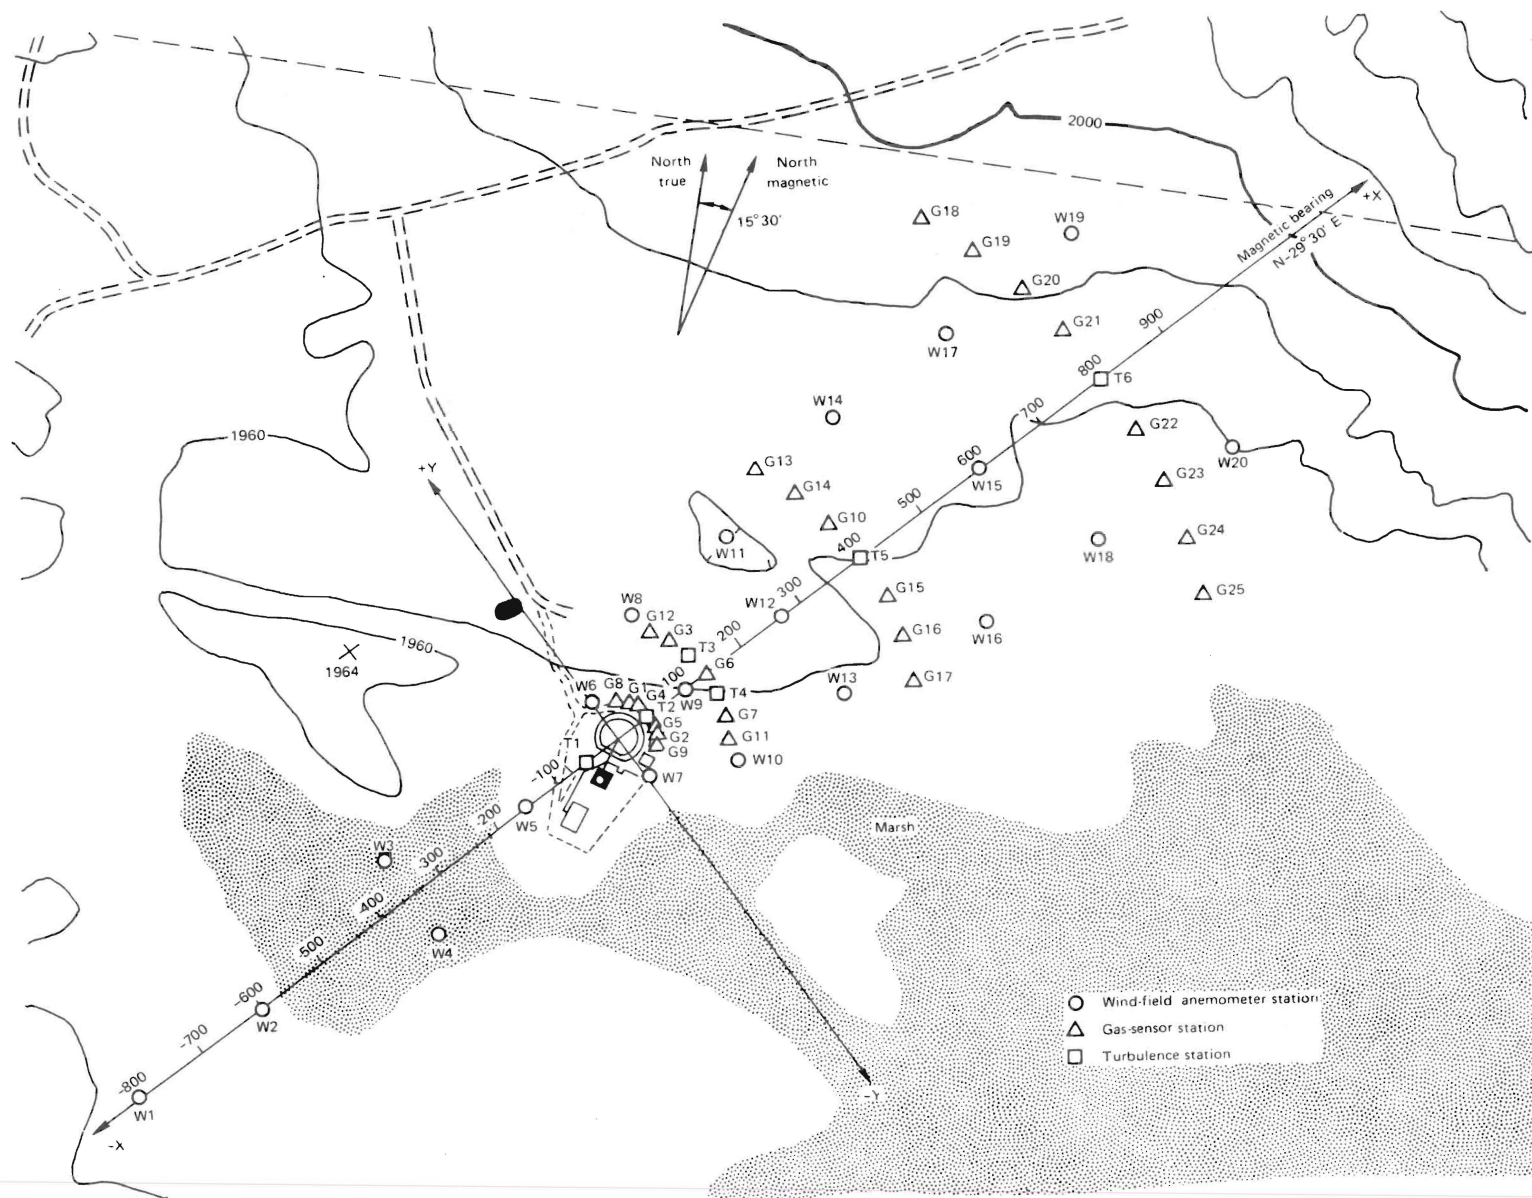 2000
North
true
North
magnetic
15°30'
+X
Magnetic bearing
N-29°30' E
G18
W19
G19
G20
G21
W17
900
800
T6
W14
700
G22
1960
+Y
W20
600
W15
G13
G23
G14
500
G10
W11
400
T5
G24
W18
300
G15
G25
W8
W12
G12
G3
G16
W16
200
1960
T3
1964
G6
100
G17
W13
W6
G8
G1
G4
W9
T4
T2
G7
G5
G2
G11
T1
G9
W10
-100
W7
-200
W5
Marsh
W3
-300
-400
500
W4
-600
W2
-700
-800
W1
-X
-Y
Wind-field anemometer station
Gas-sensor station
Turbulence station